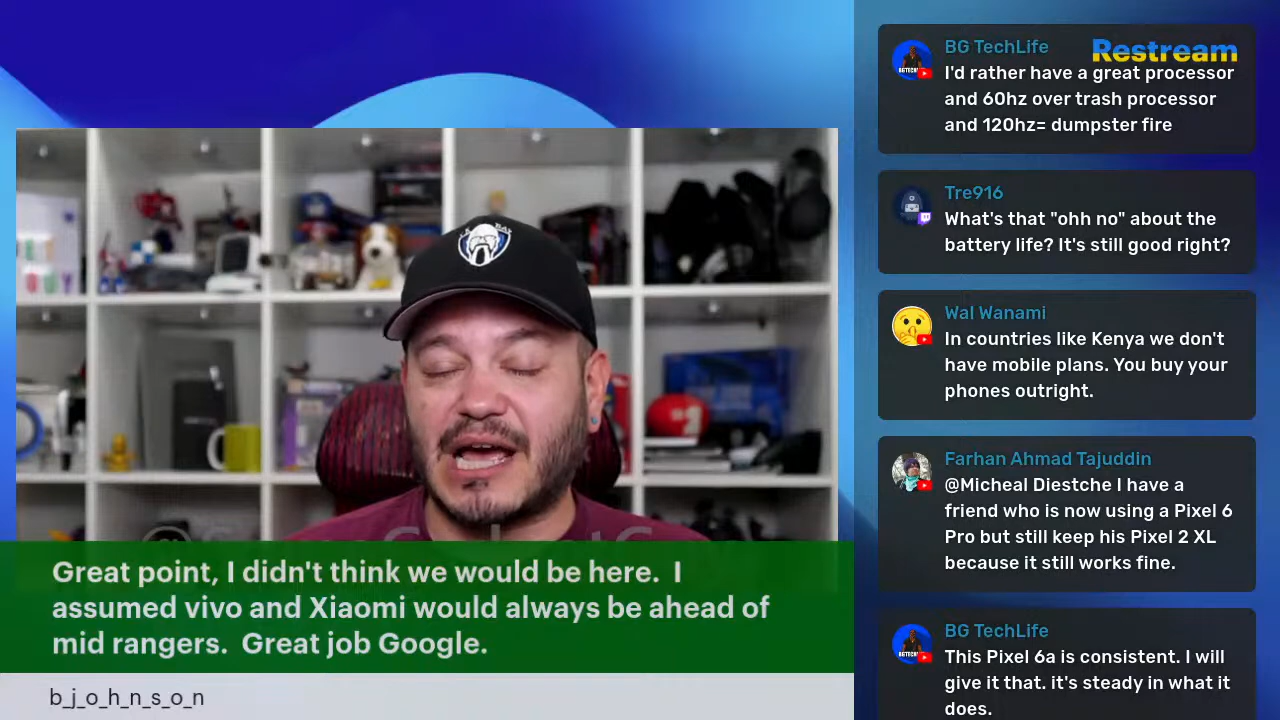 Restream
BG TechLife
I'd rather have a great processor
and 60hz over trash processor
and 120hz= dumpster fire
Tre916
What's that "ohh no" about the
battery life? It's still good right?
Wal Wanami
In countries like Kenya we don't
have mobile plans. You buy your
phones outright.
Farhan Ahmad Tajuddin
@Micheal Diestche I have a
friend who is now using a Pixel 6
Pro but still keep his Pixel 2 XL
because it still works fine.
BG TechLife
This Pixel 6a is consistent. I will
give it that. it's steady in what it
does.
Great point, I didn't think we would be here. I
assumed vivo and Xiaomi would always be ahead of
mid rangers. Great job Google.
b_j_o_h_n_s_o_n